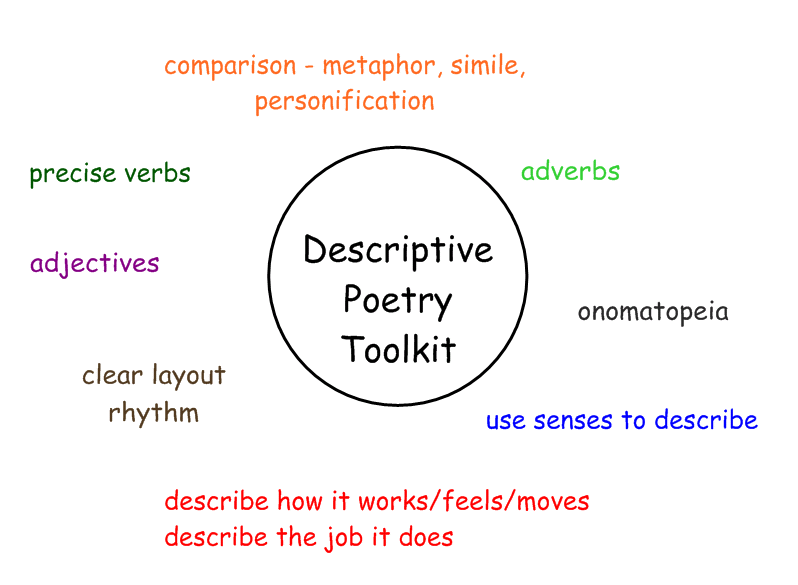 comparison - metaphor, simile,
personification
precise verbs
adverbs
adjectives
Descriptive
Poetry
Toolkit
onomatopeia
clear layout
rhythm
use senses to describe
describe how it works/feels/moves
describe the job it does